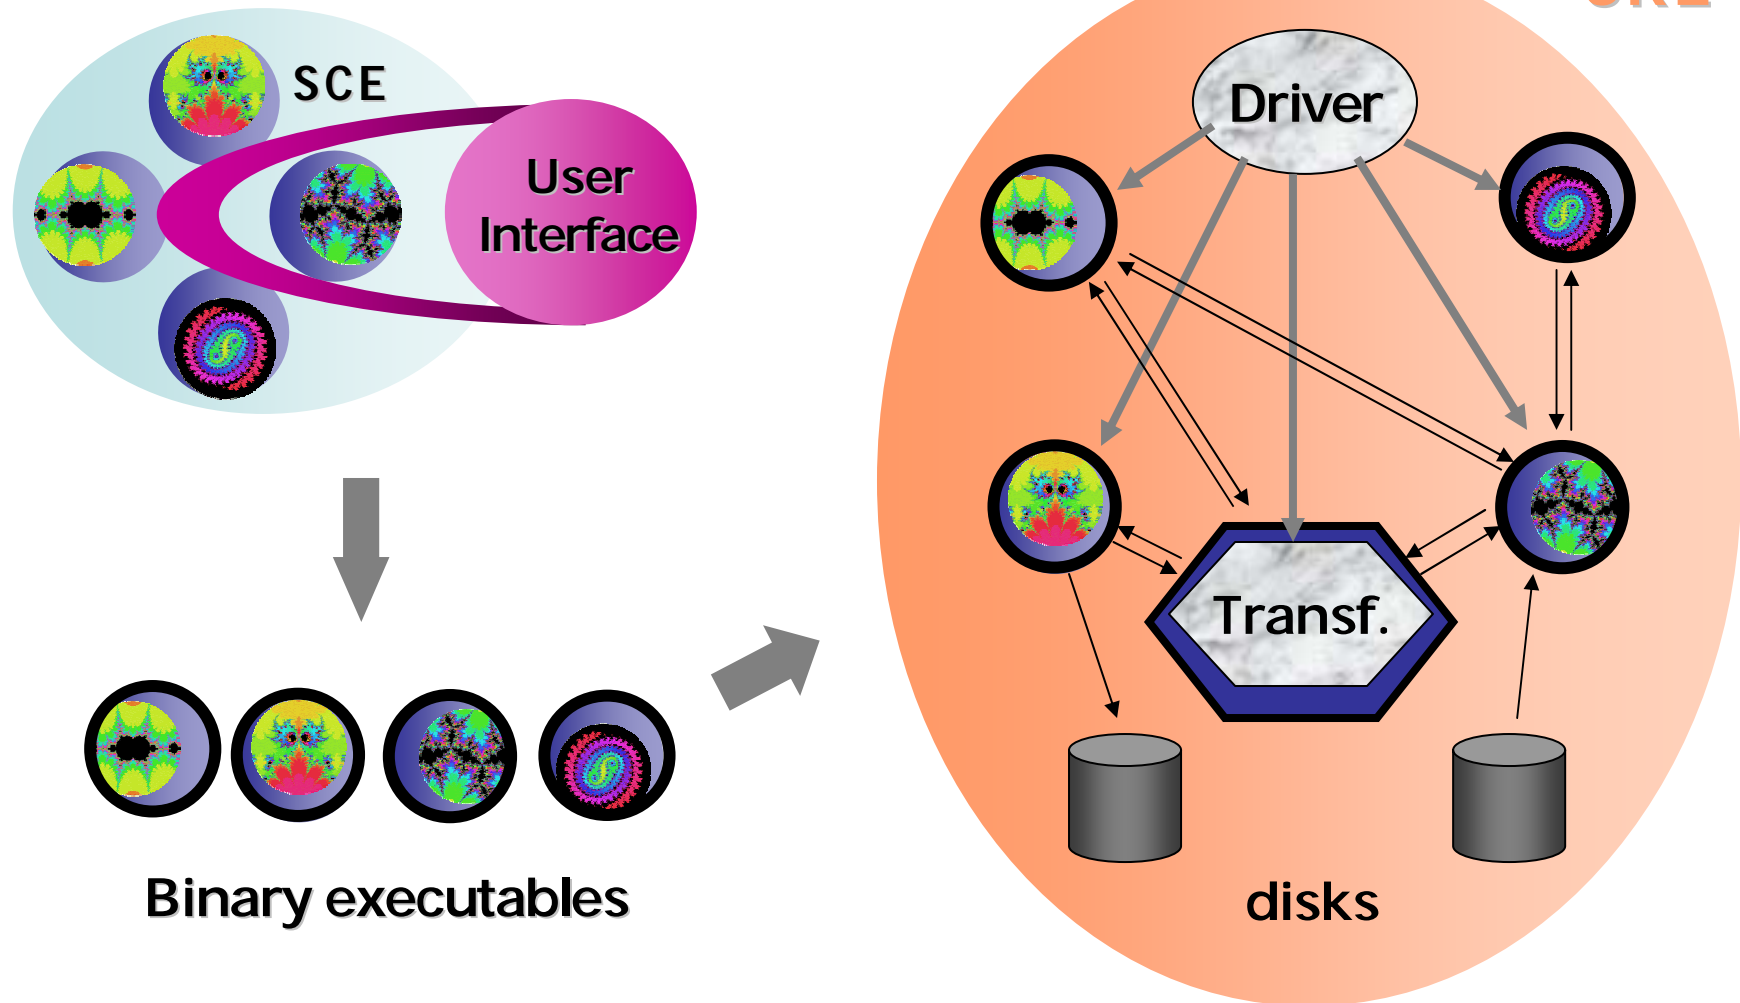 SCE
User
Interface
Binary executables
Driver
Transf.
disks